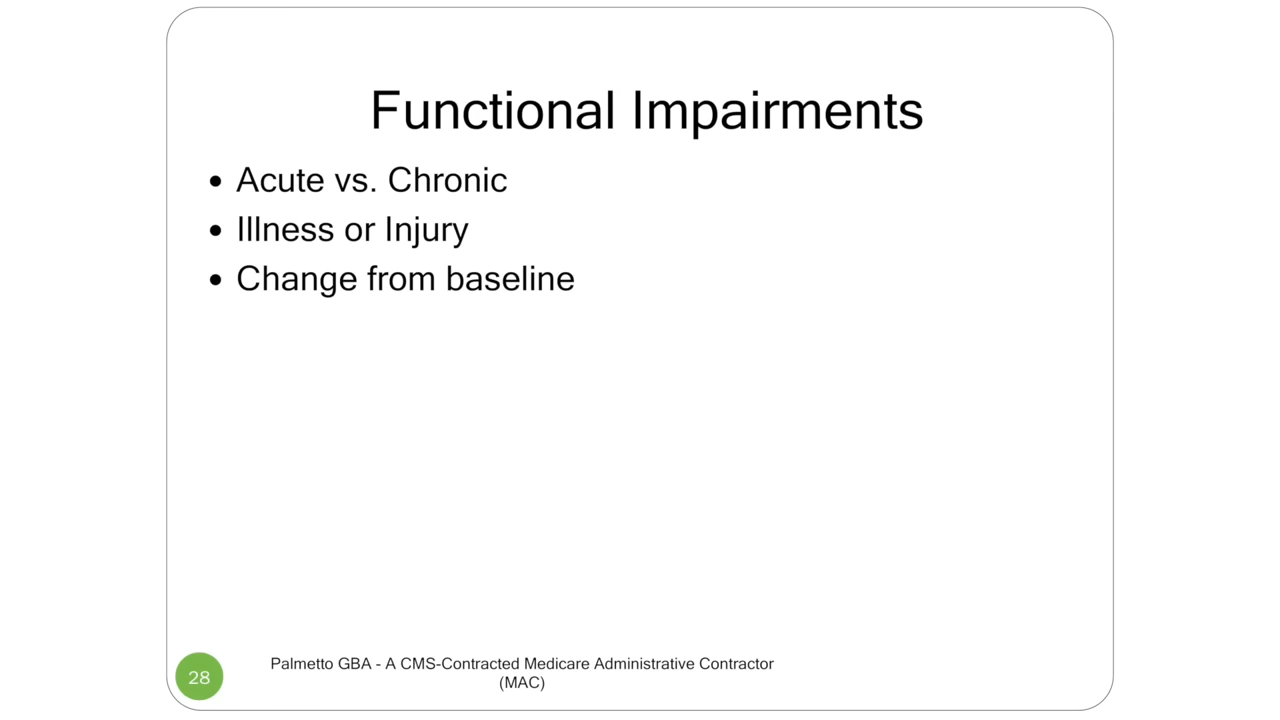 Functional Impairments
• Acute vs. Chronic
• Illness or Injury
• Change from baseline
Palmetto GBA - A CMS-Contracted Medicare Administrative Contractor
(MAC)
28